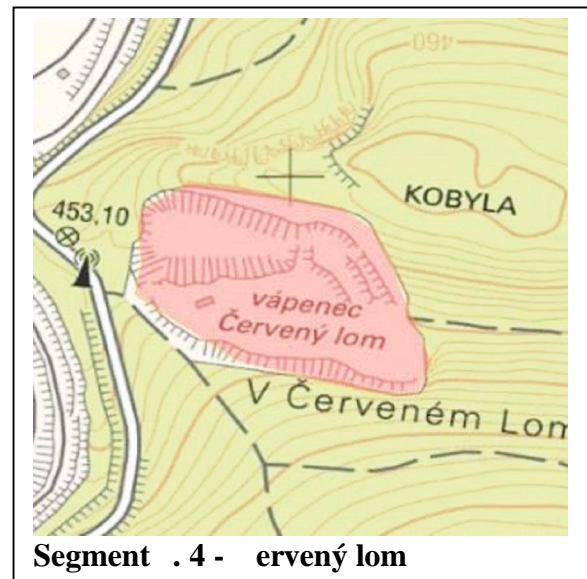 460
KOBYLA
453,10
vápenec
Červený lom
V Červeném Lom
Segment . 4 - ervený lom